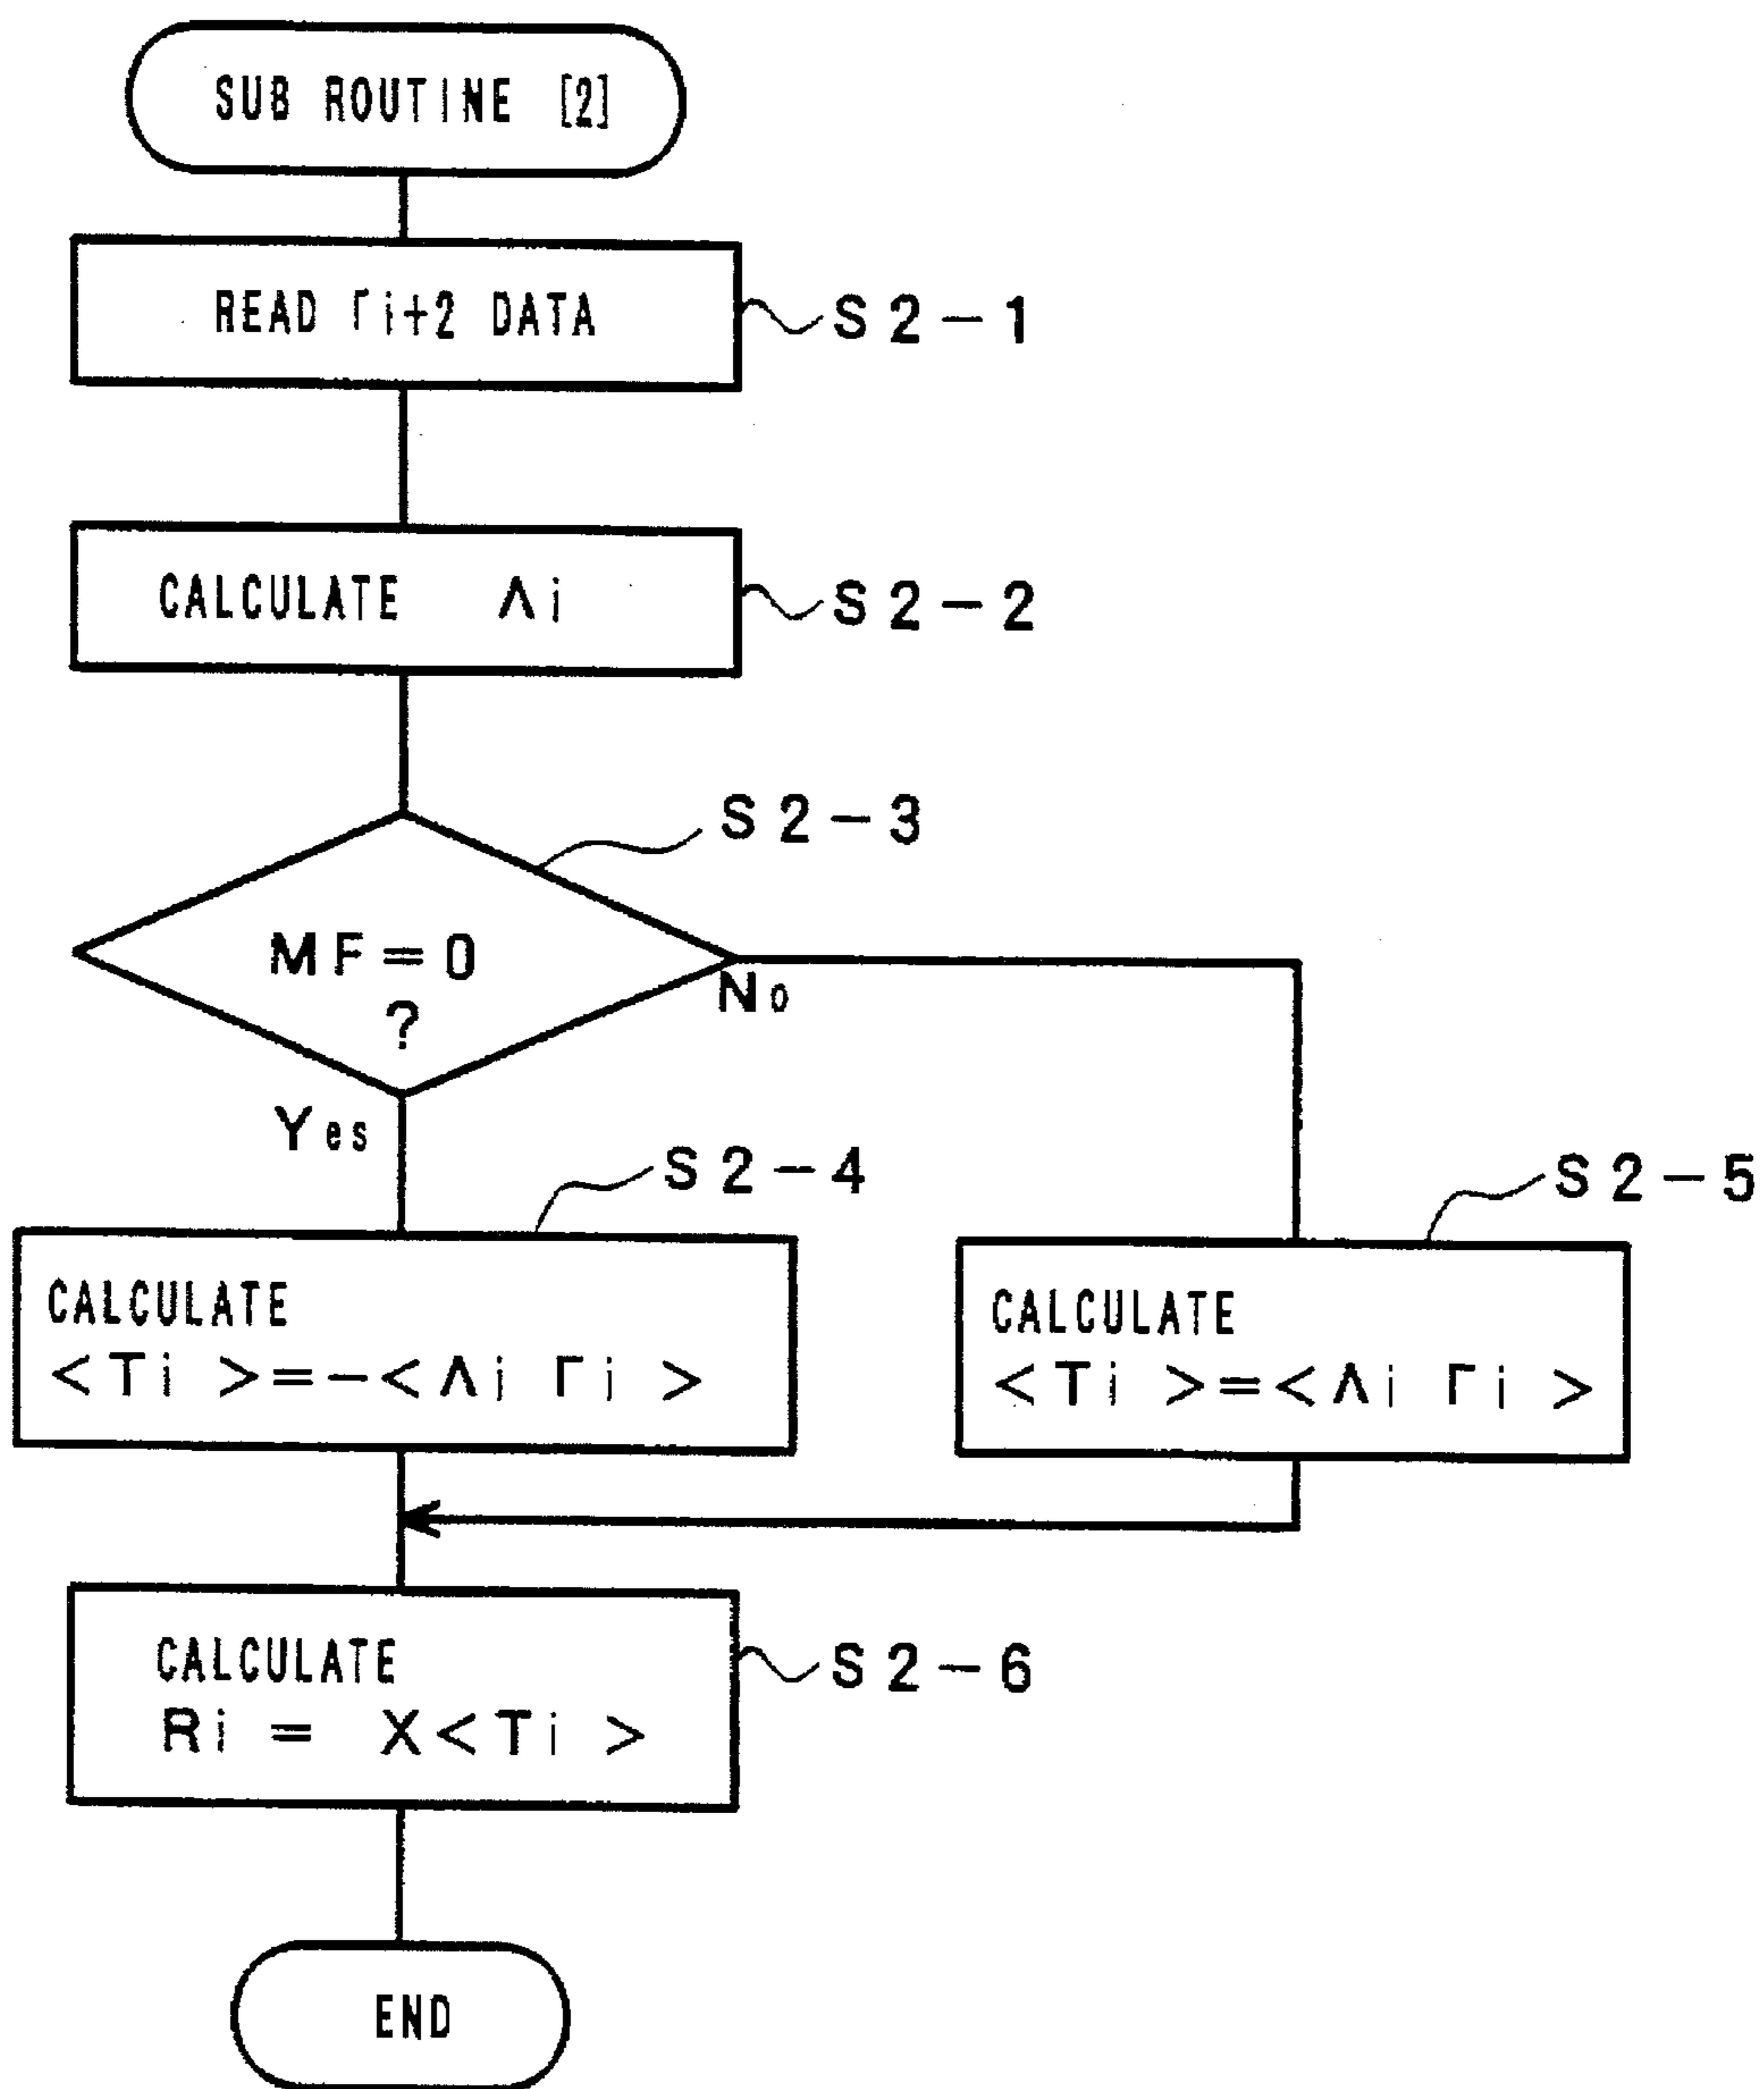 SUB ROUTINE [2]
READ Γi+2 DATA
S2-1
CALCULATE Λi
S2-2
S2-3
MF=0
?
No
Yes
S2-4
CALCULATE
<Ti >=-<Λi Γi >
S2-5
CALCULATE
<Ti >=<Λi Γi >
CALCULATE
Ri = X<Ti >
S2-6
END